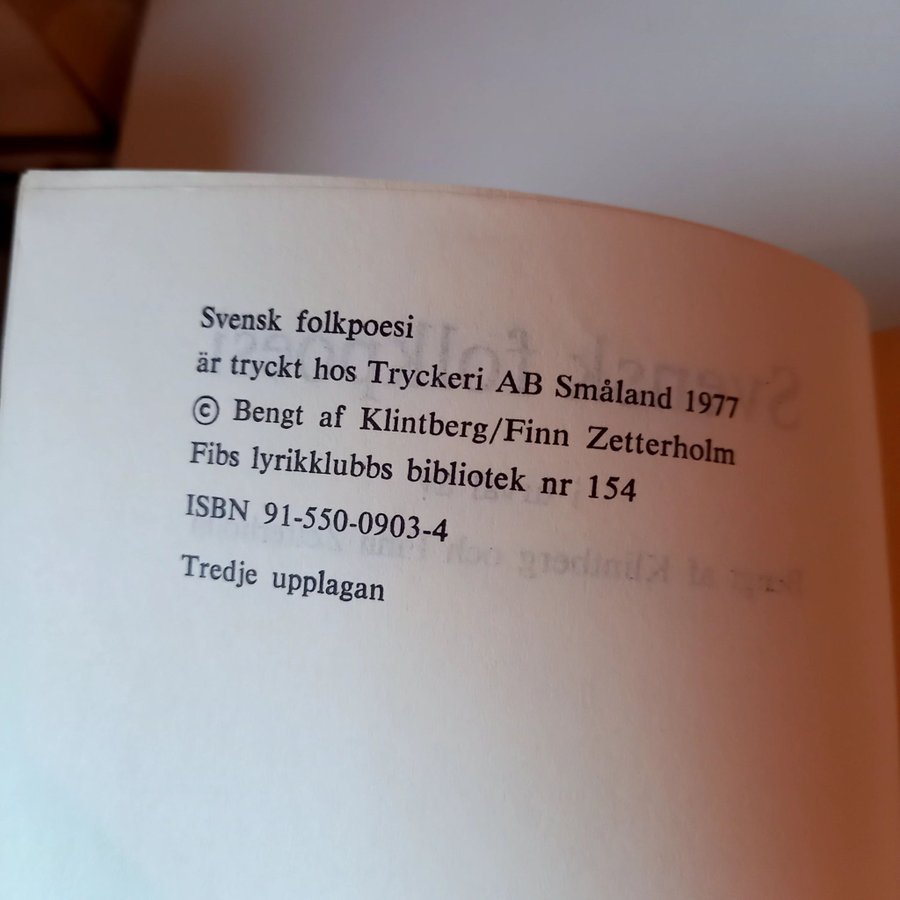 Svensk folkpoesi
är tryckt hos Tryckeri AB Småland 1977
© Bengt af Klintberg/Finn Zetterholm
Fibs lyrikklubbs bibliotek nr 154
ISBN 91-550-0903-4
Tredje upplagan